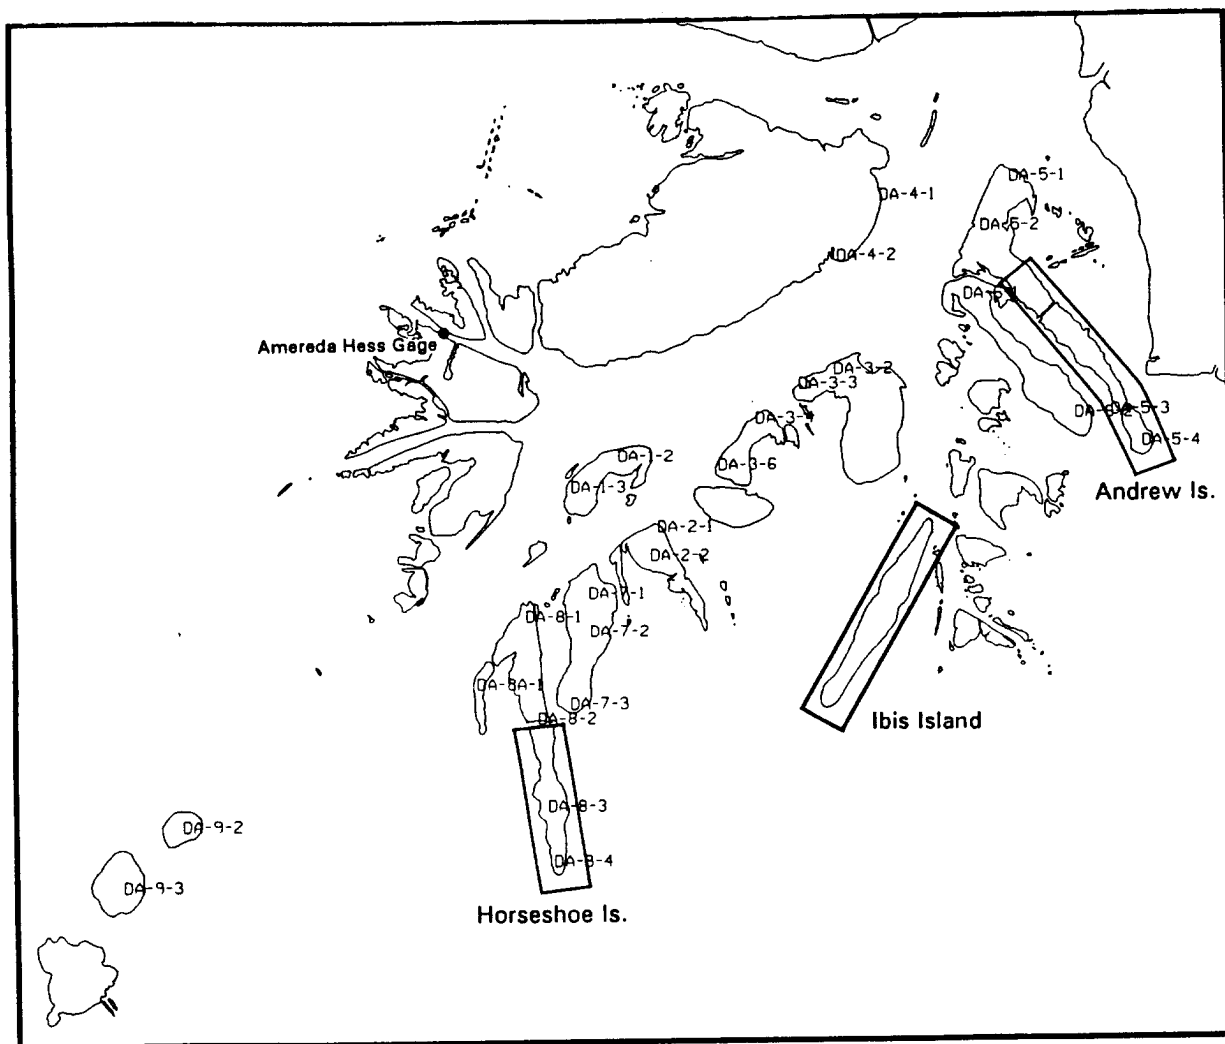 DA-5-1
DA-4-1
DA-5-2
DA-4-2
Amereda Hess Gage
DA-3-2
DA-3-3
DA-5-3
DA-5-4
DA-1-2
DA-3-6
DA-1-3
Andrew Is.
DA-2-1
DA-2-2
DA-7-1
DA-8-1
DA-7-2
DA-8A-1
DA-7-3
DA-8-2
Ibis Island
DA-8-3
DA-9-2
DA-8-4
DA-9-3
Horseshoe Is.